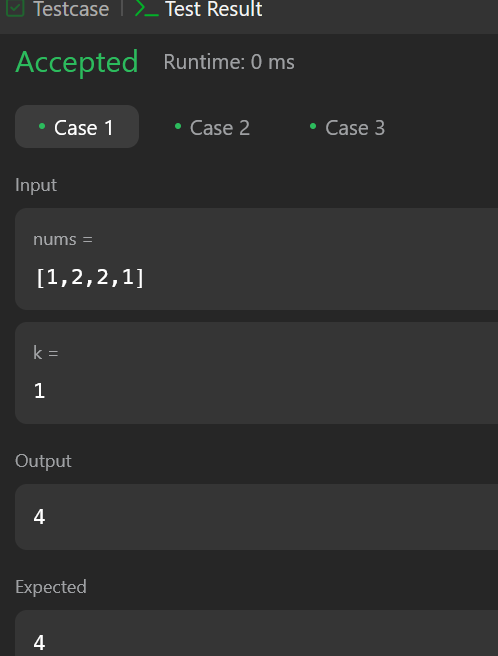 Testcase | >_ Test Result
Accepted Runtime: 0 ms
• Case 1 • Case 2 • Case 3
Input
nums =
[1,2,2,1]
k =
1
Output
4
Expected
4